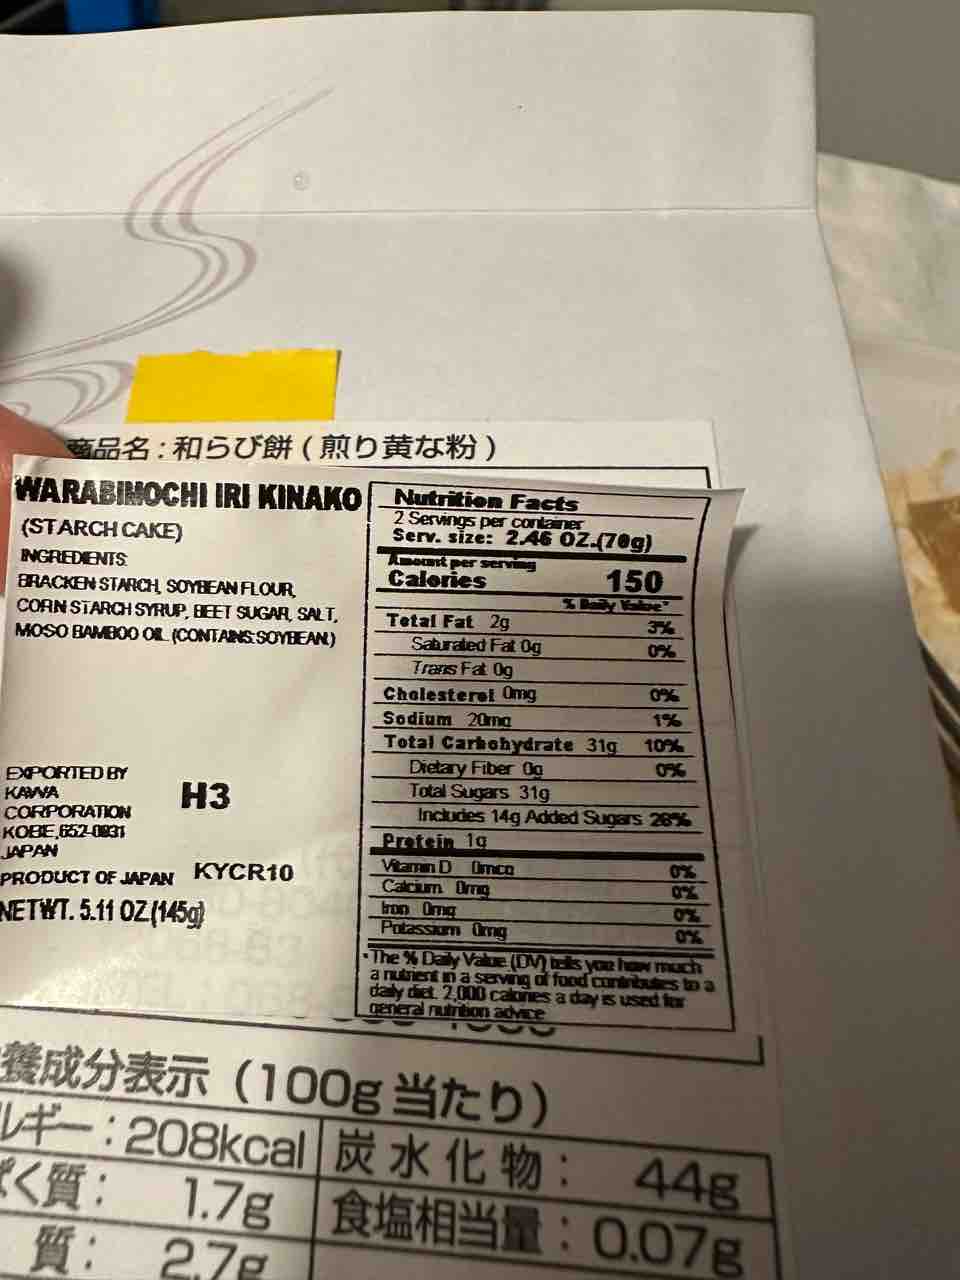 商品名：和らび餅（煎り黄な粉）
WARABIMOCHI IRI KINAKO
(STARCH CAKE)
INGREDIENTS:
BRACKEN STARCH, SOYBEAN FLOUR,
CORN STARCH SYRUP, BEET SUGAR, SALT,
MOSO BAMBOO OIL (CONTAINS:SOYBEAN)
EXPORTED BY
KAWA
CORPORATION
KOBE,652-0831
JAPAN
H3
PRODUCT OF JAPAN KYCR10
NET WT. 5.11 OZ.(145g)
Nutrition Facts
2 Servings per container
Serv. size: 2.46 OZ.(70g)
Amount per serving
Calories 150
% Daily Value*
Total Fat 2g 3%
Saturated Fat 0g 0%
Trans Fat 0g
Cholesterol 0mg 0%
Sodium 20mg 1%
Total Carbohydrate 31g 10%
Dietary Fiber 0g 0%
Total Sugars 31g
Includes 14g Added Sugars 28%
Protein 1g
Vitamin D 0mcg 0%
Calcium 0mg 0%
Iron 0mg 0%
Potassium 0mg 0%
*The % Daily Value (DV) tells you how much
a nutrient in a serving of food contributes to a
daily diet. 2,000 calories a day is used for
general nutrition advice
養成分表示（100g当たり）
ルギー：208kcal 炭水化物： 44g
ぱく質： 1.7g 食塩相当量：0.07g
質： 2.7g